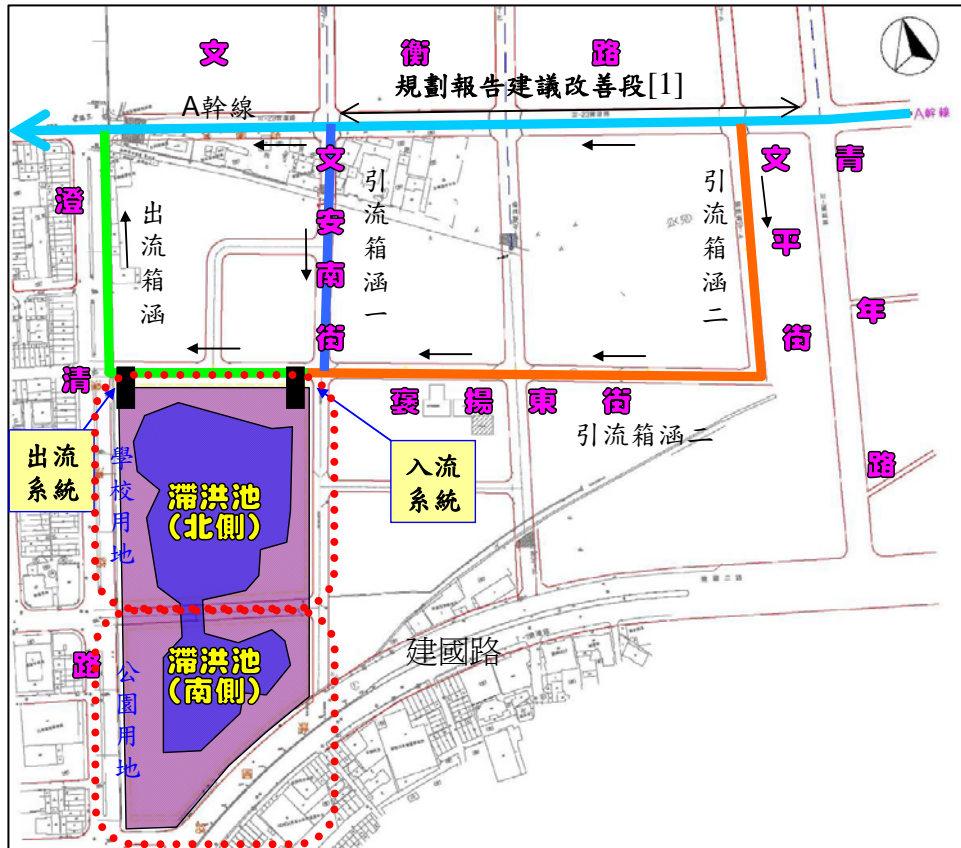 文衡路
規劃報告建議改善段[1]
A幹線
A幹線
文安南街
引流箱涵一
引流箱涵二
文平街
青年路
澄清路
出流箱涵
褒揚東街
引流箱涵二
出流
系統
入流
系統
學校用地
滯洪池
(北側)
建國路
滯洪池
(南側)
公園用地